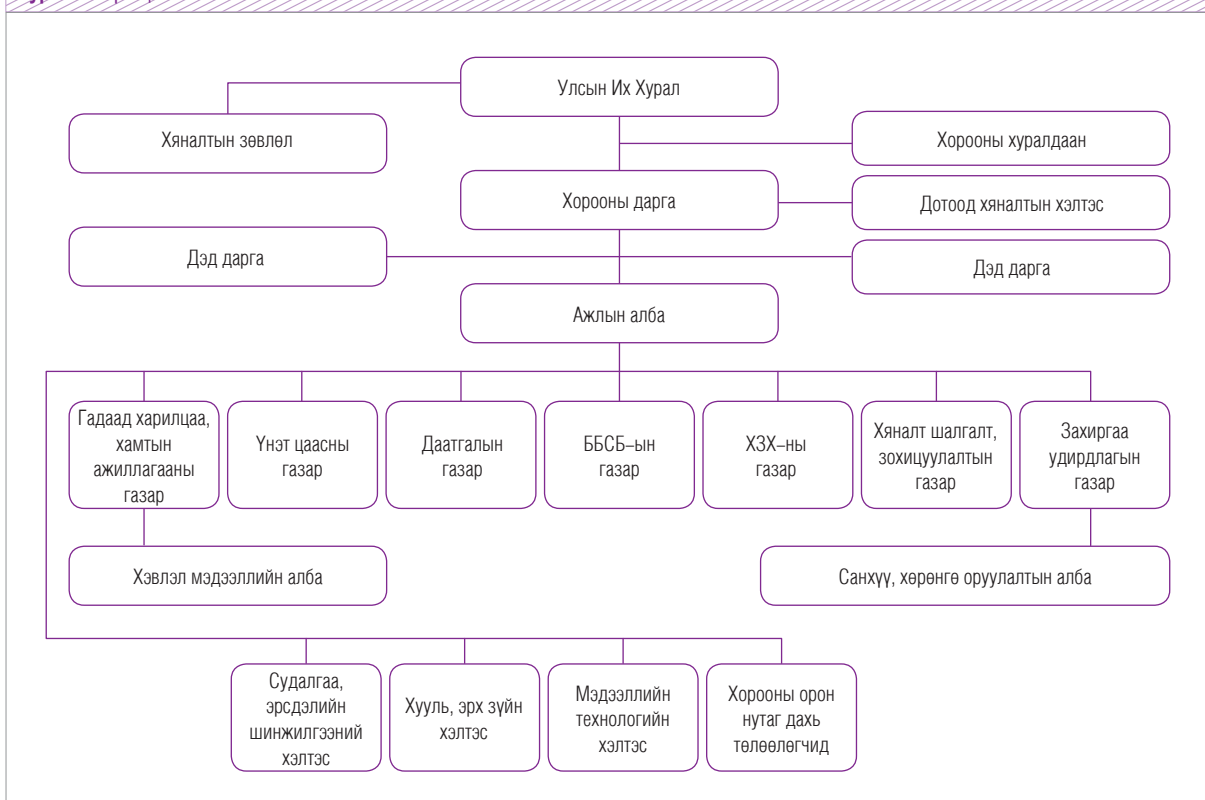 Улсын Их Хурал
Хяналтын зөвлөл
Хорооны хуралдаан
Хорооны дарга
Дотоод хяналтын хэлтэс
Дэд дарга
Дэд дарга
Ажлын алба
Гадаад харилцаа,
хамтын
ажиллагааны
газар
Үнэт цаасны
газар
Даатгалын
газар
ББСБ–ын
газар
ХЗХ–ны
газар
Хяналт шалгалт,
зохицуулалтын
газар
Захиргаа
удирдлагын
газар
Хэвлэл мэдээллийн алба
Санхүү, хөрөнгө оруулалтын алба
Судалгаа,
эрсдэлийн
шинжилгээний
хэлтэс
Хууль, эрх зүйн
хэлтэс
Мэдээллийн
технологийн
хэлтэс
Хорооны орон
нутаг дахь
төлөөлөгчид